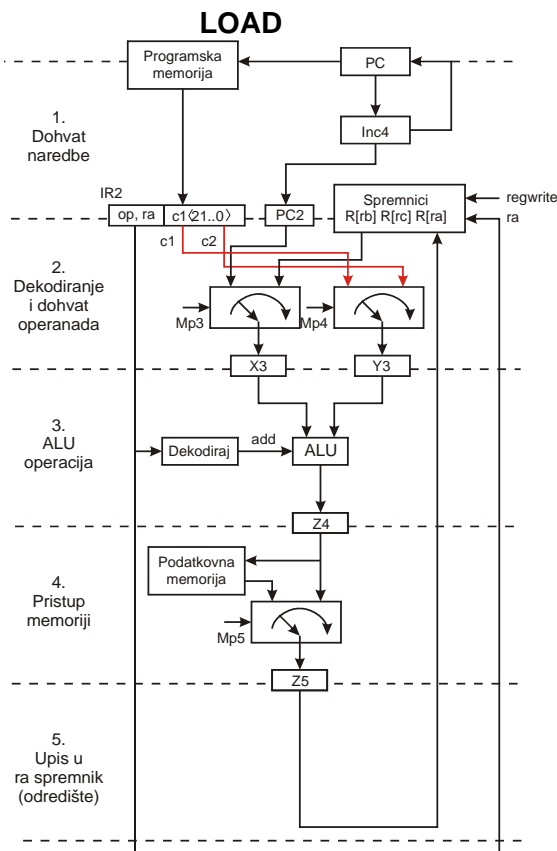 LOAD
Programska
memorija
PC
1.
Dohvat
naredbe
Inc4
IR2
op, ra
c1⟨21..0⟩
PC2
Spremnici
R[rb] R[rc] R[ra]
regwrite
ra
c1
c2
2.
Dekodiranje
i dohvat
operanada
Mp3
Mp4
X3
Y3
3.
ALU
operacija
Dekodiraj
add
ALU
Z4
4.
Pristup
memoriji
Podatkovna
memorija
Mp5
Z5
5.
Upis u
ra spremnik
(odredište)